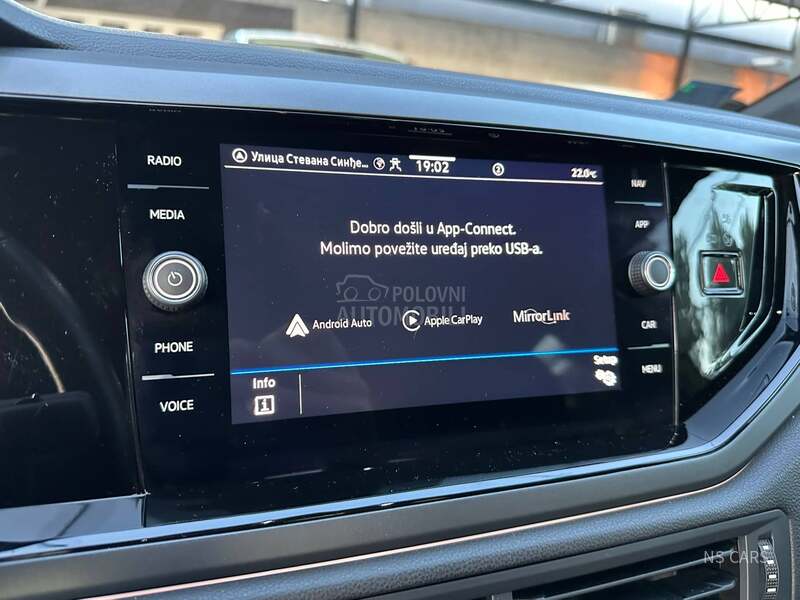 RADIO
MEDIA
PHONE
VOICE
Улица Стевана Синђе... 19:02 2 22.0°C
Dobro došli u App-Connect.
Molimo povežite uređaj preko USB-a.
POLOVNI
AUTOMOBILI
Android Auto Apple CarPlay MirrorLink
Info
Setup
NAV
APP
CAR
MENU
NS CARS